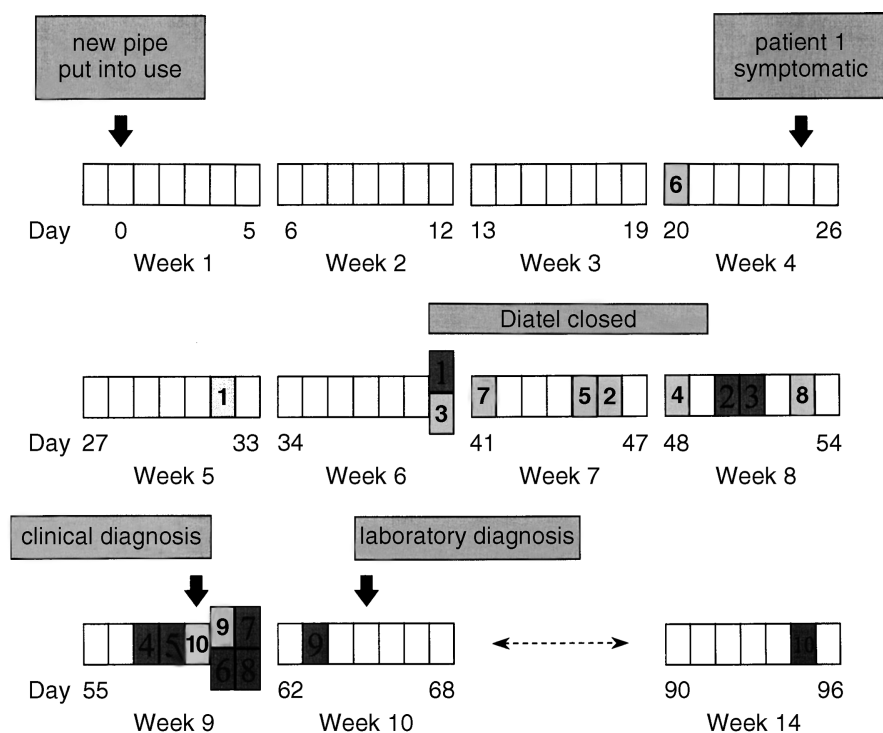 new pipe
put into use
patient 1
symptomatic
6
Day 0 5 6 12 13 19 20 26
Week 1 Week 2 Week 3 Week 4
Diatel closed
1 1 3 7 5 2 4 2 3 8
Day 27 33 34 41 47 48 54
Week 5 Week 6 Week 7 Week 8
clinical diagnosis
laboratory diagnosis
4 5 10 9 7 6 8 9 10
Day 55 62 68 90 96
Week 9 Week 10 Week 14